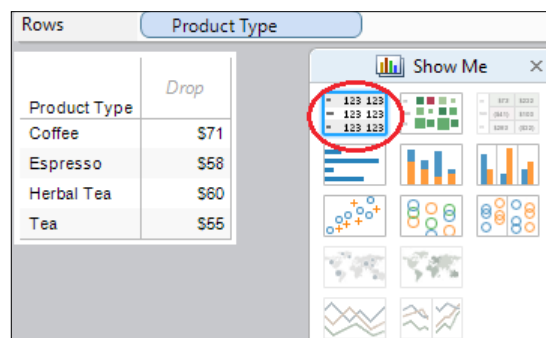 Rows Product Type
Drop
Product Type
Coffee $71
Espresso $58
Herbal Tea $60
Tea $55
Show Me ×
123 123
123 123
123 123